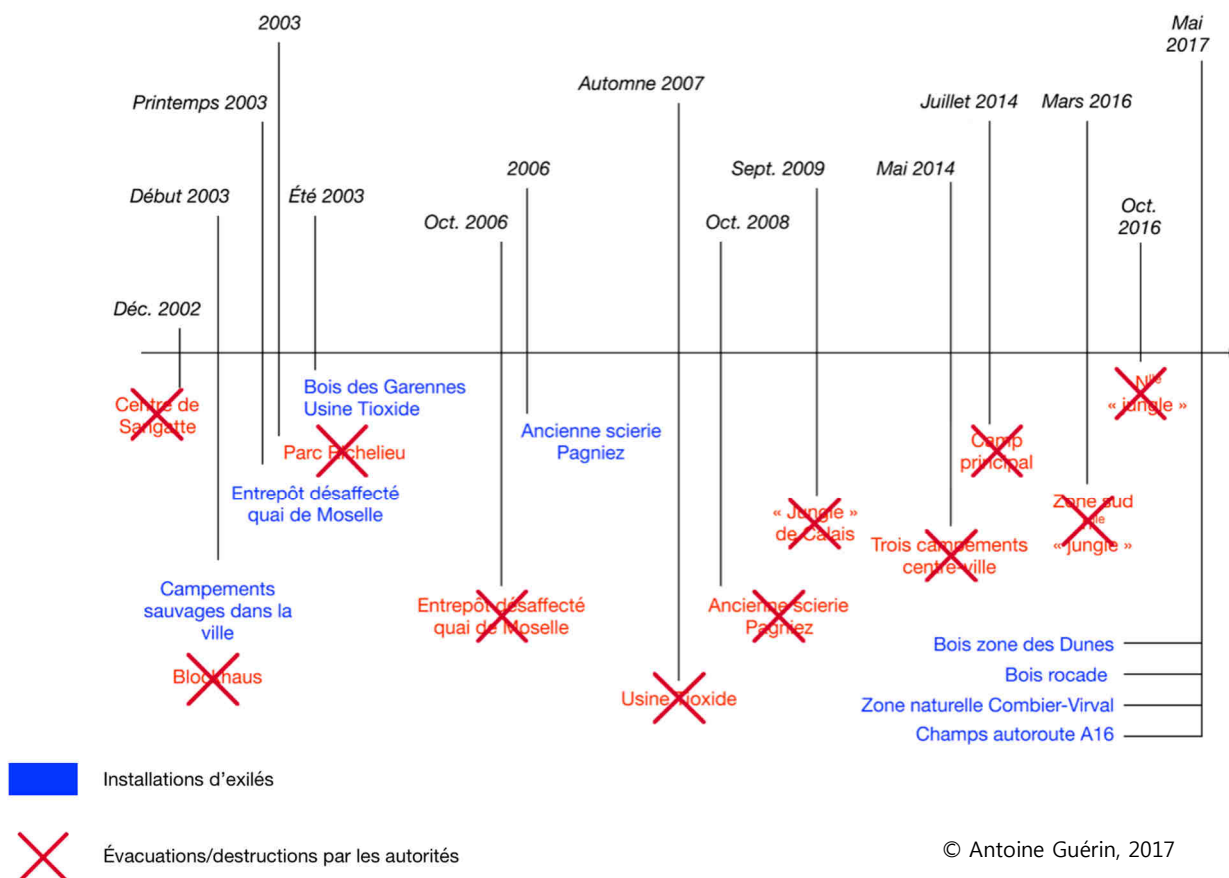 2003
Mai
2017
Automne 2007
Printemps 2003
Juillet 2014
Mars 2016
2006
Sept. 2009
Mai 2014
Début 2003
Été 2003
Oct. 2006
Oct. 2008
Oct.
2016
Déc. 2002
Centre de
Sangatte
Bois des Garennes
Usine Tioxide
Parc Richelieu
Entrepôt désaffecté
quai de Moselle
Ancienne scierie
Pagniez
Nlle
« jungle »
Camp
principal
« Jungle »
de Calais
Zone sud
Nlle
« jungle »
Trois campements
centre-ville
Campements
sauvages dans la
ville
Blockhaus
Entrepôt désaffecté
quai de Moselle
Ancienne scierie
Pagniez
Usine Tioxide
Bois zone des Dunes
Bois rocade
Zone naturelle Combier-Virval
Champs autoroute A16
Installations d'exilés
Évacuations/destructions par les autorités
© Antoine Guérin, 2017